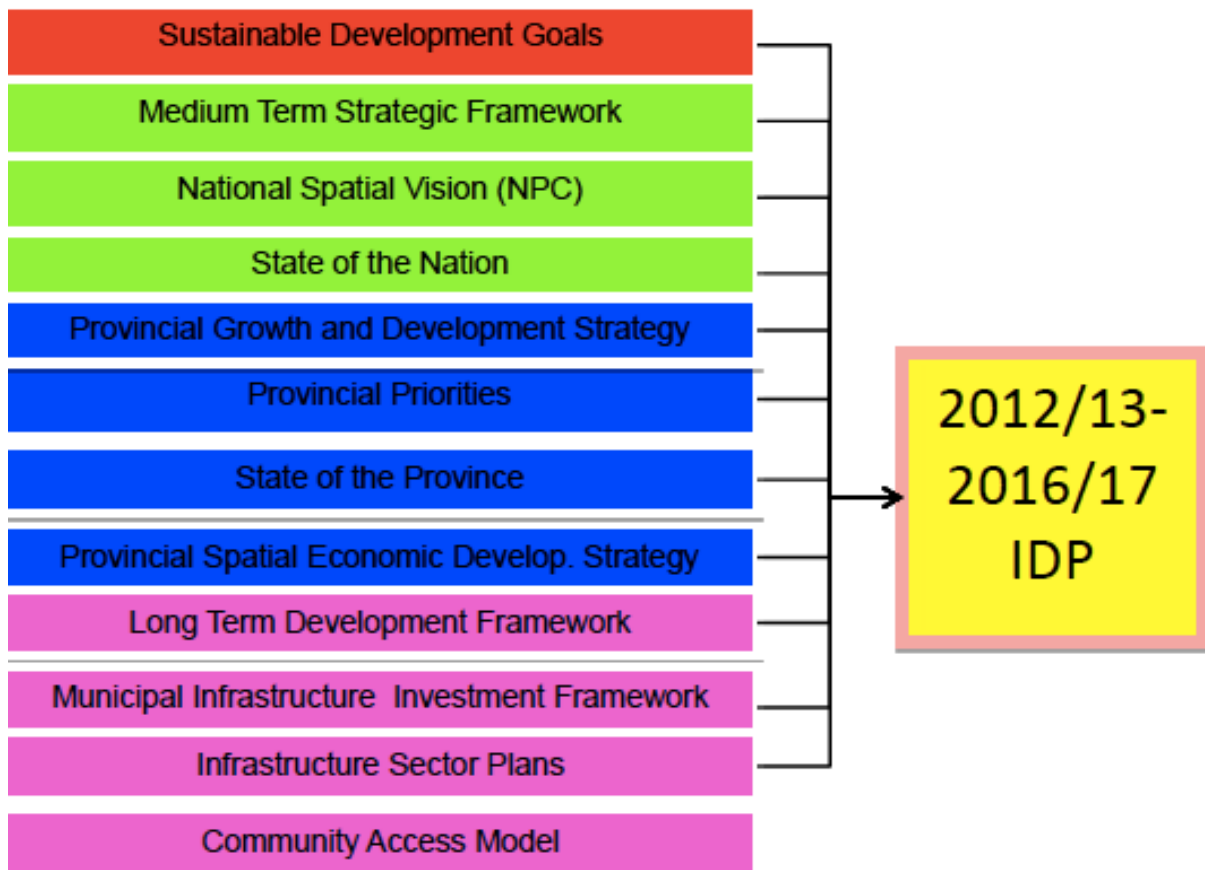 Sustainable Development Goals
Medium Term Strategic Framework
National Spatial Vision (NPC)
State of the Nation
Provincial Growth and Development Strategy
Provincial Priorities
State of the Province
Provincial Spatial Economic Develop. Strategy
Long Term Development Framework
Municipal Infrastructure Investment Framework
Infrastructure Sector Plans
Community Access Model
2012/13-
2016/17
IDP